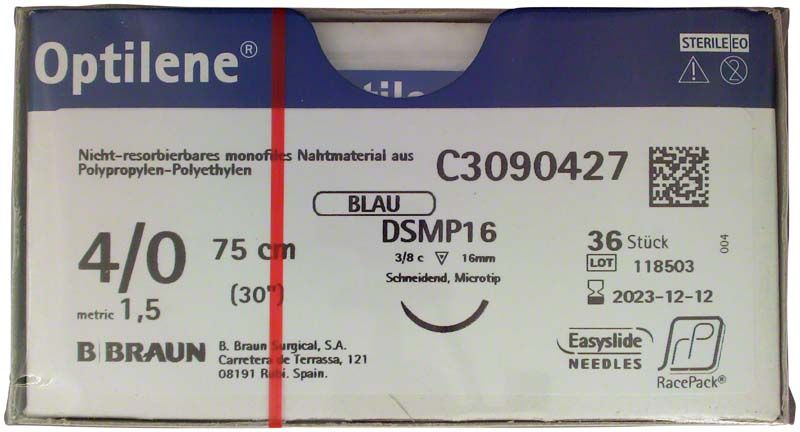 Optilene®
STERILE EO
Nicht-resorbierbares monofiles Nahtmaterial aus
Polypropylen-Polyethylen
C3090427
BLAU
4/0
75 cm
(30")
metric 1,5
DSMP16
3/8 c 16mm
Schneidend, Microtip
36 Stück
LOT 118503
2023-12-12
004
B BRAUN
B. Braun Surgical, S.A.
Carretera de Terrassa, 121
08191 Rubi. Spain.
Easyslide
NEEDLES
RP
RacePack®